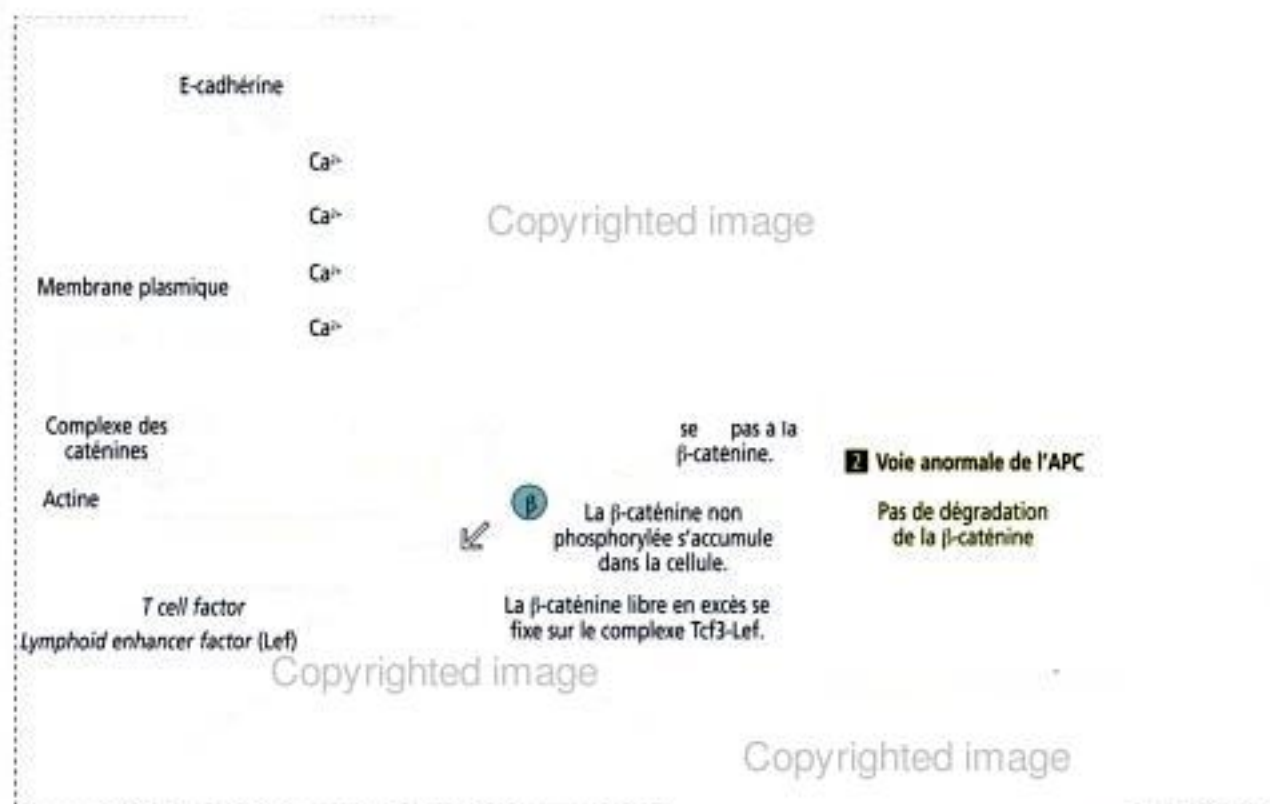 E-cadhérine
Ca²⁺
Ca²⁺
Copyrighted image
Ca²⁺
Membrane plasmique
Ca²⁺
Complexe des
caténines
se pas à la
β-caténine.
2 Voie anormale de l'APC
Actine
β
La β-caténine non
phosphorylée s'accumule
dans la cellule.
Pas de dégradation
de la β-caténine
T cell factor
Lymphoid enhancer factor (Lef)
La β-caténine libre en excès se
fixe sur le complexe Tcf3-Lef.
Copyrighted image
Copyrighted image